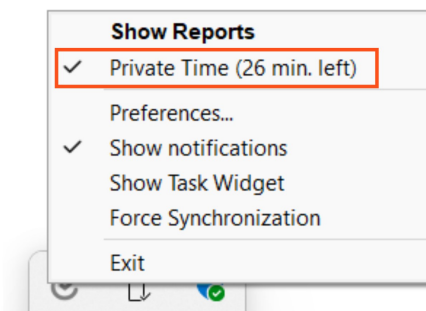 Show Reports
Private Time (26 min. left)
Preferences...
Show notifications
Show Task Widget
Force Synchronization
Exit